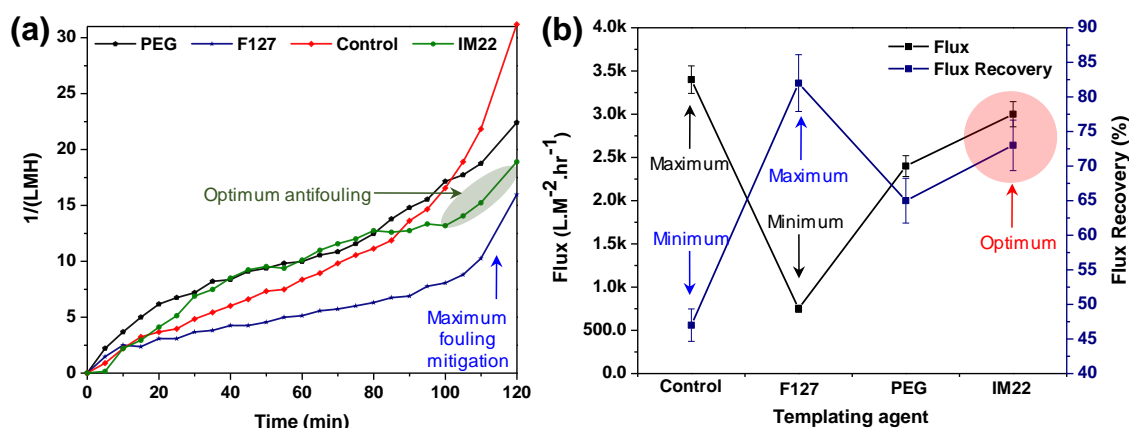 (a)
PEG F127 Control IM22
30
25
20
15
10
5
0
1/(LMH)
Optimum antifouling
Maximum
fouling
mitigation
0 20 40 60 80 100 120
Time (min)
(b)
Flux
Flux Recovery
4.0k
3.5k
3.0k
2.5k
2.0k
1.5k
1.0k
500.0
0.0
Flux (L.M⁻².hr⁻¹)
Maximum
Minimum
Maximum
Minimum
Optimum
90
85
80
75
70
65
60
55
50
45
40
Flux Recovery (%)
Control F127 PEG IM22
Templating agent